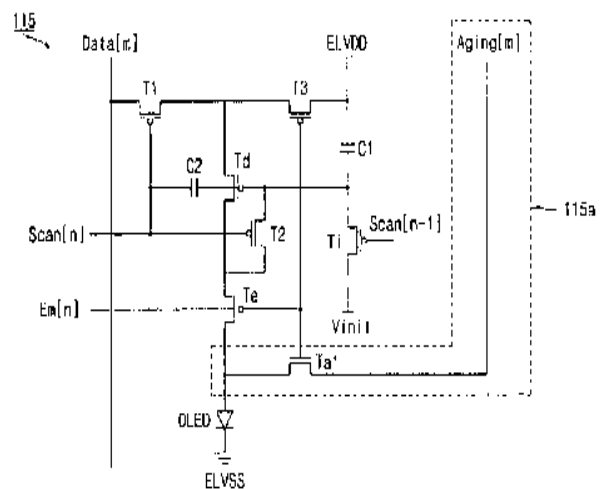 115
Data[m]
ELVDD
Aging[m]
T1
T3
C1
C2
Td
115a
Scan[n-1]
T2
Ti
Scan[n]
Te
Em[n]
Vinit
Ta'
OLED
ELVSS